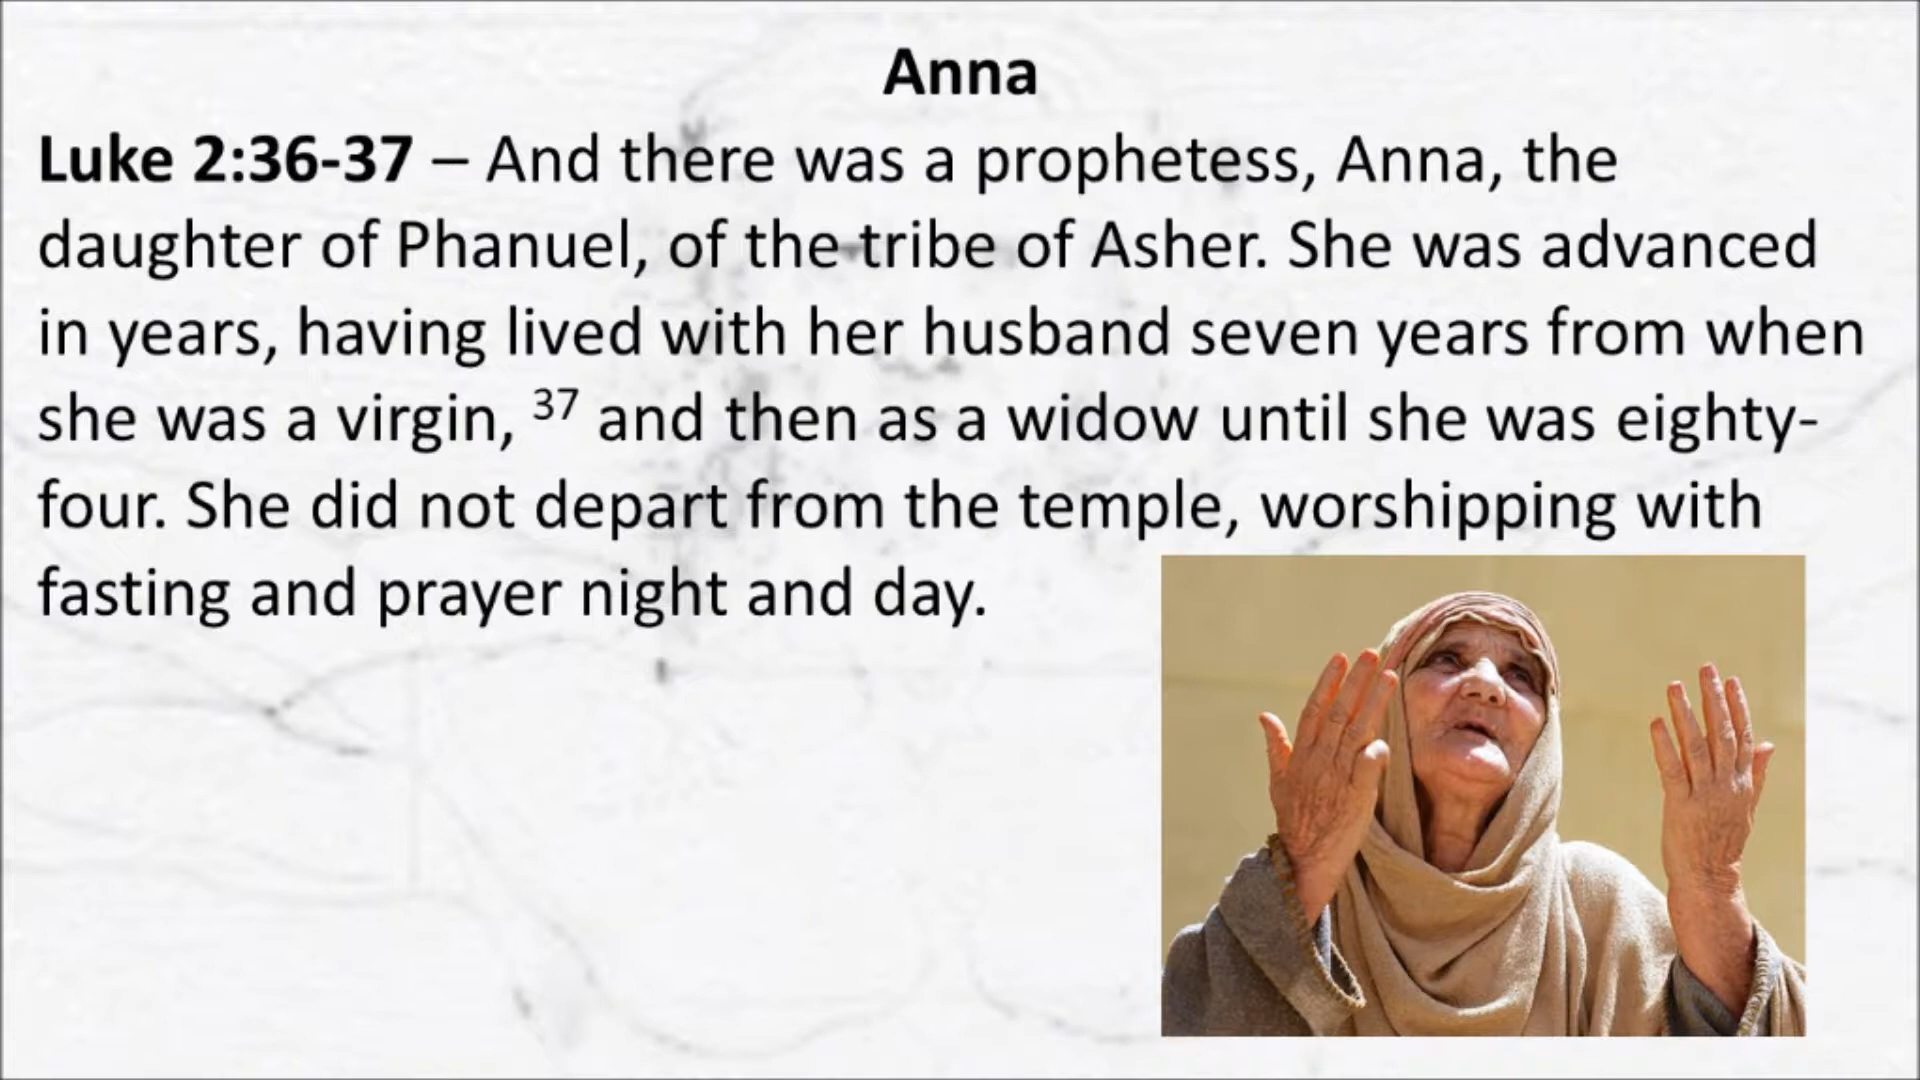 Anna
Luke 2:36-37 – And there was a prophetess, Anna, the
daughter of Phanuel, of the tribe of Asher. She was advanced
in years, having lived with her husband seven years from when
she was a virgin, ³⁷ and then as a widow until she was eighty-
four. She did not depart from the temple, worshipping with
fasting and prayer night and day.